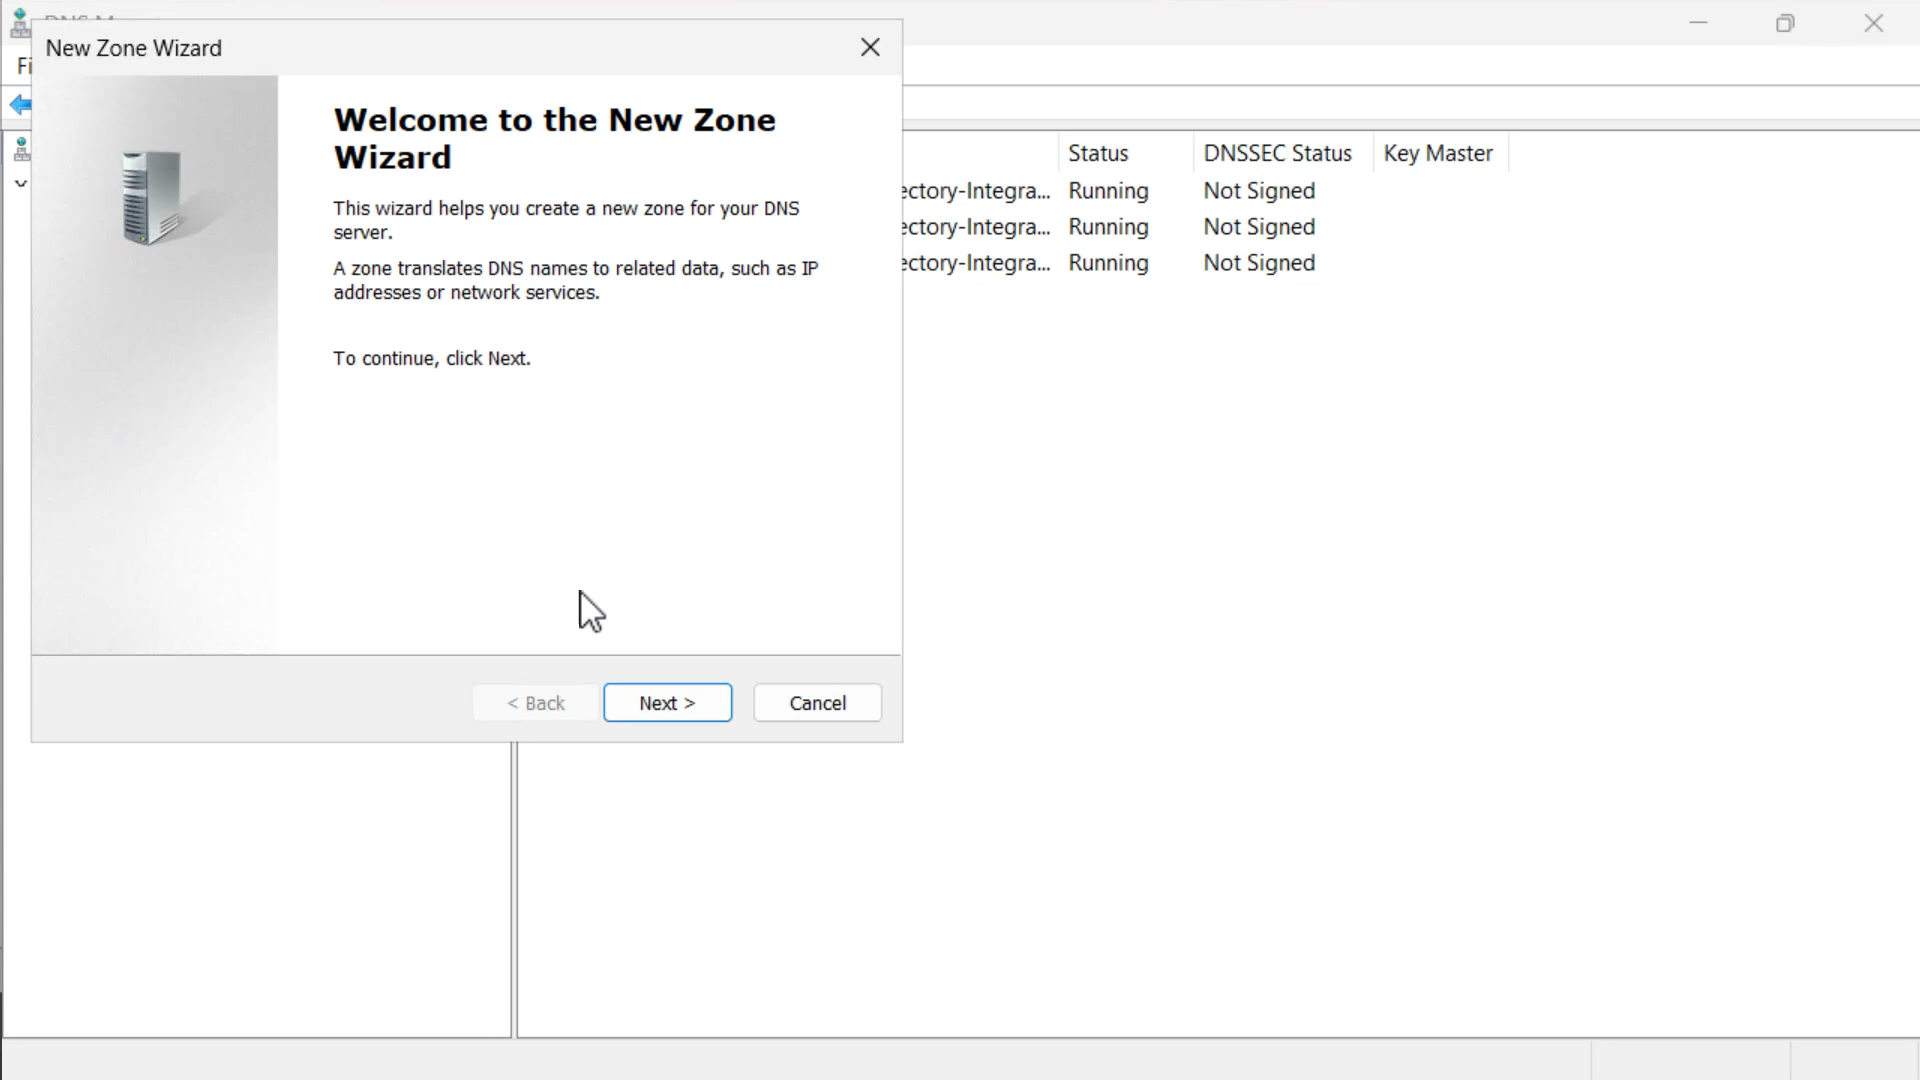 New Zone Wizard
Welcome to the New Zone
Wizard
This wizard helps you create a new zone for your DNS
server.
A zone translates DNS names to related data, such as IP
addresses or network services.
To continue, click Next.
< Back
Next >
Cancel
Status DNSSEC Status Key Master
ectory-Integra... Running Not Signed
ectory-Integra... Running Not Signed
ectory-Integra... Running Not Signed